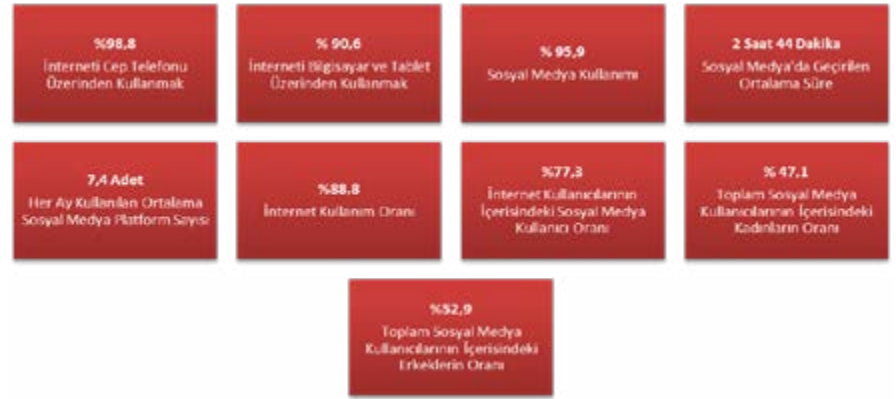 %98,8
İnterneti Cep Telefonu
Üzerinden Kullanmak
% 90,6
İnterneti Bilgisayar ve Tablet
Üzerinden Kullanmak
% 95,9
Sosyal Medya Kullanımı
2 Saat 44 Dakika
Sosyal Medya'da Geçirilen
Ortalama Süre
7,4 Adet
Her Ay Kullanılan Ortalama
Sosyal Medya Platform Sayısı
%88,8
İnternet Kullanım Oranı
%77,3
İnternet Kullanıcılarının
İçerisindeki Sosyal Medya
Kullanıcı Oranı
% 47,1
Toplam Sosyal Medya
Kullanıcılarının İçerisindeki
Kadınların Oranı
%52,9
Toplam Sosyal Medya
Kullanıcılarının İçerisindeki
Erkeklerin Oranı